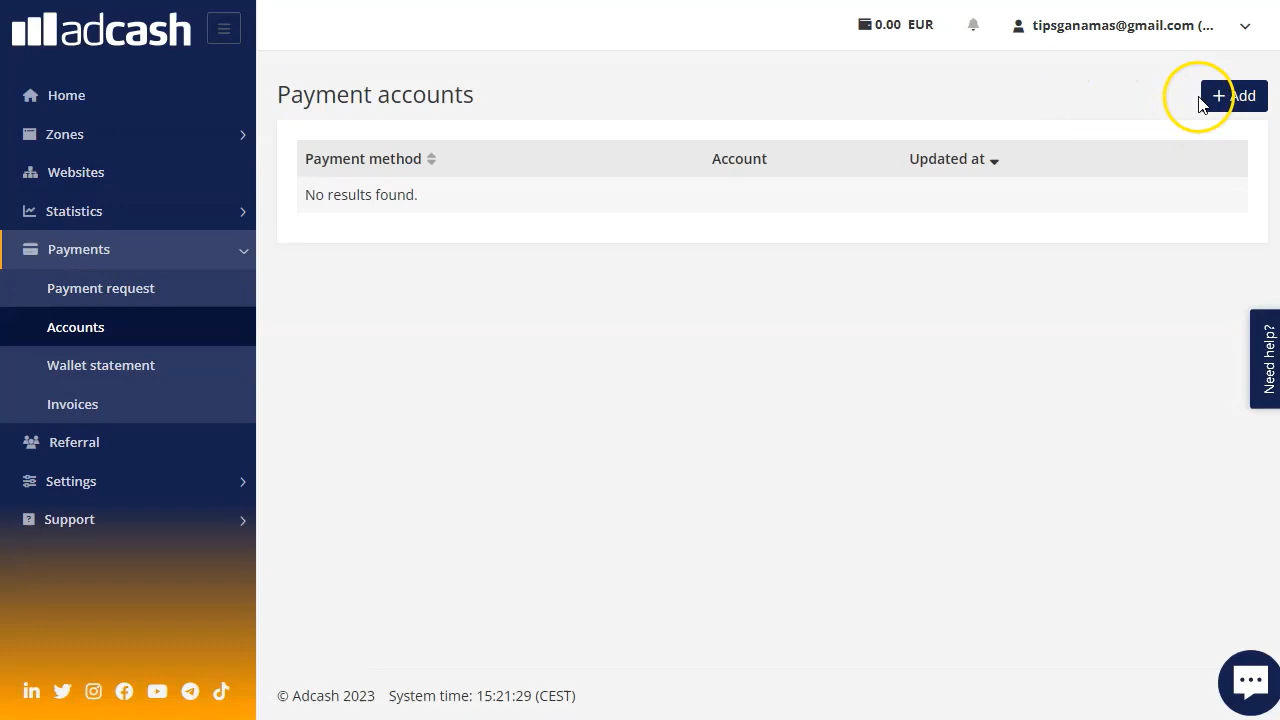 adcash
0.00 EUR
tipsganamas@gmail.com (...
Home
Zones
Websites
Statistics
Payments
Payment request
Accounts
Wallet statement
Invoices
Referral
Settings
Support
Payment accounts
+ Add
Payment method Account Updated at
No results found.
Need help?
© Adcash 2023 System time: 15:21:29 (CEST)